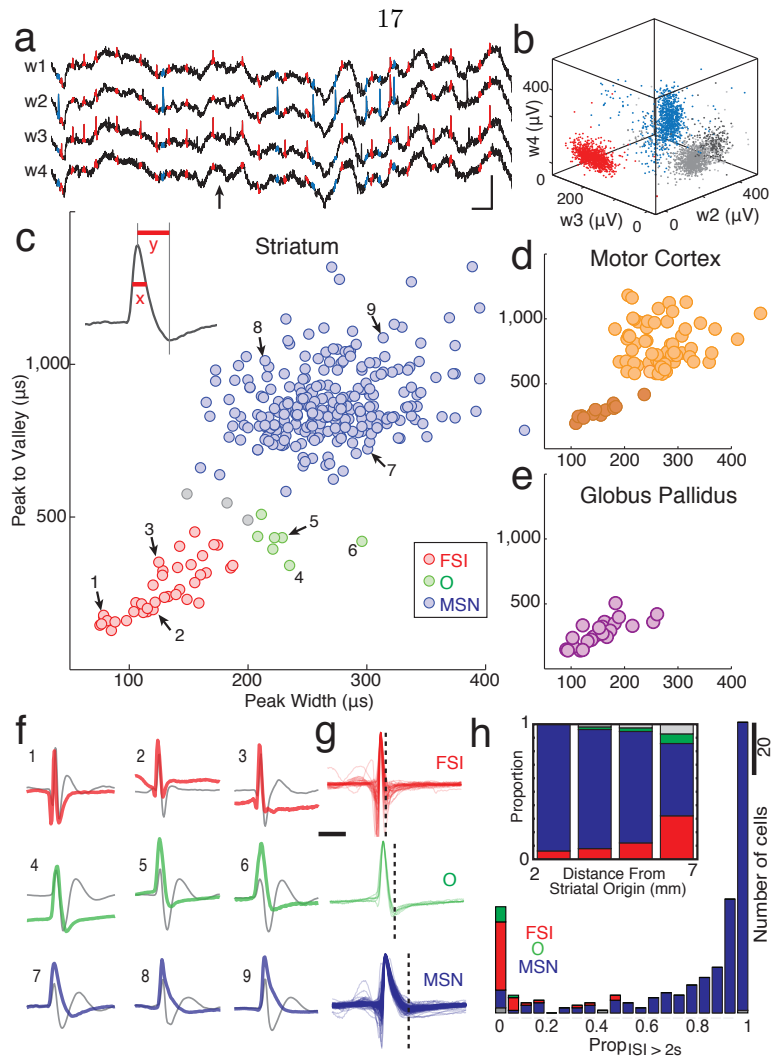 17
a
w1
w2
w3
w4
b
400
w4
(µV)
0
200
w3 (µV)
0
0
w2 (µV)
400
c
Striatum
y
x
1,000
500
Peak to Valley (µs)
100
200
300
400
Peak Width (µs)
1
2
3
4
5
6
7
8
9
FSI
O
MSN
d
Motor Cortex
1,000
500
100
200
300
400
e
Globus Pallidus
1,000
500
100
200
300
400
f
1
2
3
4
5
6
7
8
9
g
FSI
O
MSN
h
1
Proportion
0
2
7
Distance From
Striatal Origin (mm)
20
Number of cells
FSI
O
MSN
0
0.2
0.4
0.6
0.8
1
Prop ISI > 2s